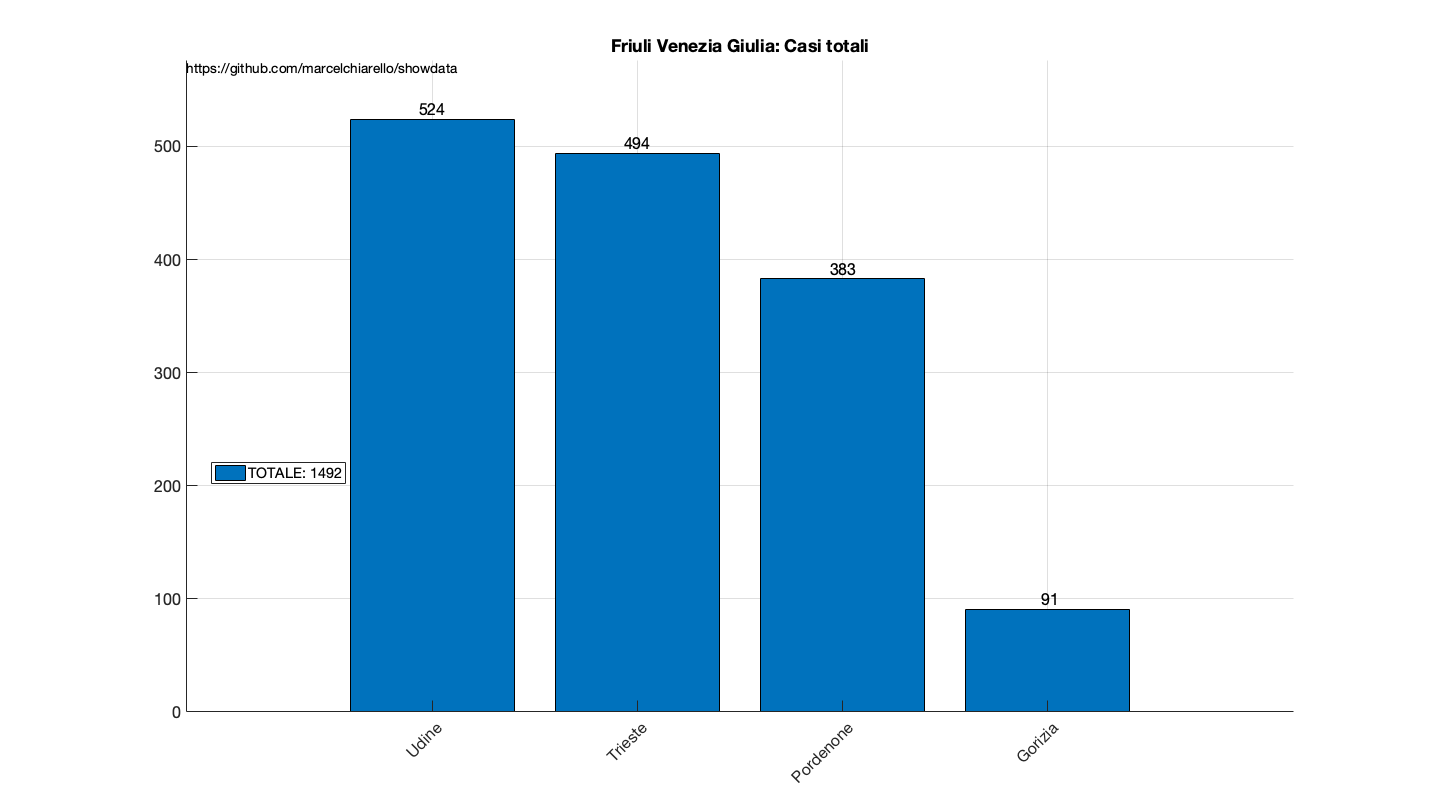 Friuli Venezia Giulia: Casi totali
https://github.com/marcelchiarello/showdata
524
494
383
91
500
400
300
200
100
0
TOTALE: 1492
Udine
Trieste
Pordenone
Gorizia